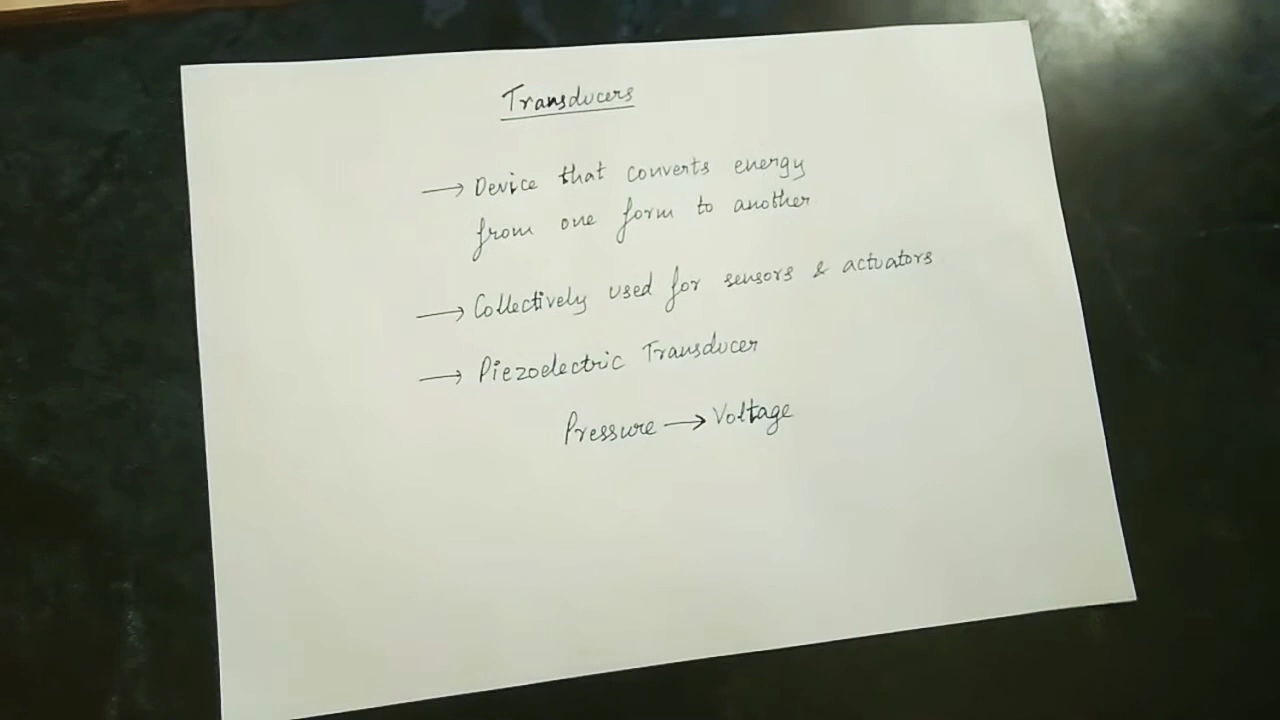 Transducers
→ Device that converts energy
from one form to another
→ Collectively used for sensors & actuators
→ Piezoelectric Transducer
Pressure → Voltage